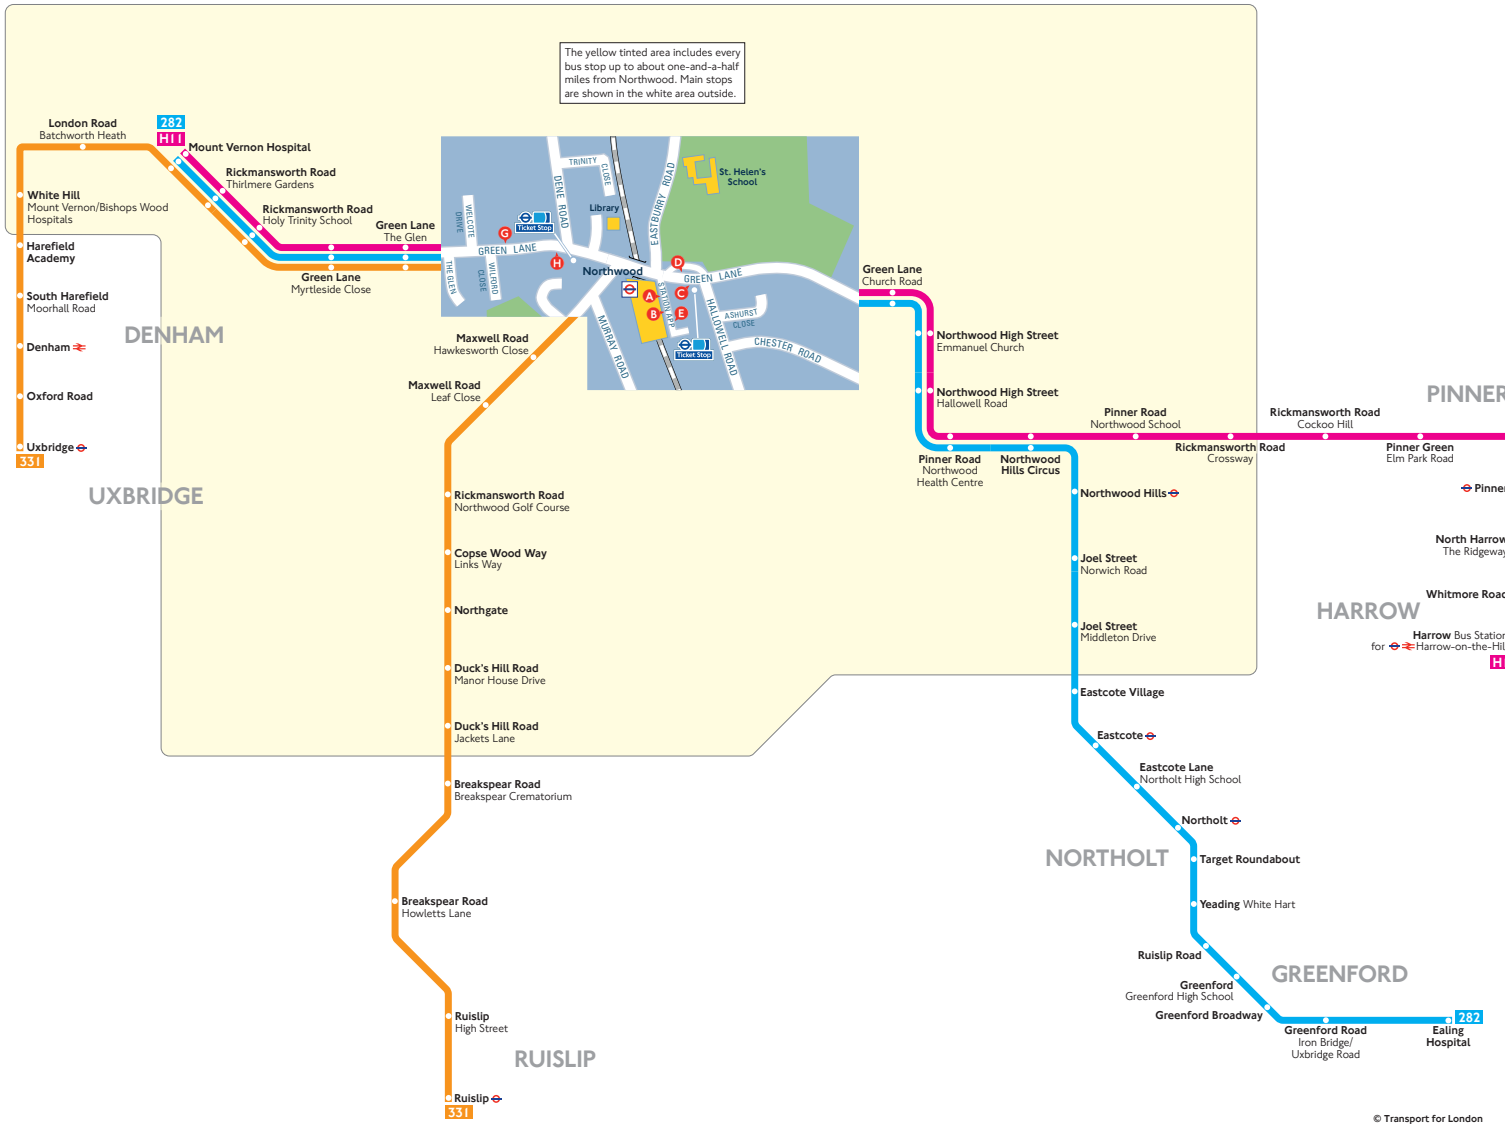 The yellow tinted area includes every
bus stop up to about one-and-a-half
miles from Northwood. Main stops
are shown in the white area outside.
282
H11
London Road
Batchworth Heath
Mount Vernon Hospital
Rickmansworth Road
Thirlmere Gardens
Rickmansworth Road
Holy Trinity School
Green Lane
The Glen
Green Lane
Myrtleside Close
White Hill
Mount Vernon/Bishops Wood
Hospitals
Harefield
Academy
South Harefield
Moorhall Road
Denham
Oxford Road
Uxbridge
331
DENHAM
UXBRIDGE
TRINITY
CLOSE
DENE ROAD
EASTBURY ROAD
St. Helen's
School
Library
WELCOTE
DRIVE
Ticket Stop
G
GREEN LANE
H
THE GLEN
WILFORD
CLOSE
Northwood
D
GREEN LANE
A
C
B
E
STATION APP
HALLOWELL ROAD
ASHURST
CLOSE
MURRAY ROAD
Ticket Stop
CHESTER ROAD
Maxwell Road
Hawkesworth Close
Maxwell Road
Leaf Close
Rickmansworth Road
Northwood Golf Course
Copse Wood Way
Links Way
Northgate
Duck's Hill Road
Manor House Drive
Duck's Hill Road
Jackets Lane
Breakspear Road
Breakspear Crematorium
Breakspear Road
Howletts Lane
Ruislip
High Street
RUISLIP
Ruislip
331
Green Lane
Church Road
Northwood High Street
Emmanuel Church
Northwood High Street
Hallowell Road
Pinner Road
Northwood School
Rickmansworth Road
Cockoo Hill
PINNER
Pinner Road
Northwood
Health Centre
Northwood
Hills Circus
Rickmansworth Road
Crossway
Pinner Green
Elm Park Road
Pinner
North Harrow
The Ridgeway
Whitmore Road
HARROW
Harrow Bus Station
for Harrow-on-the-Hil
H
Northwood Hills
Joel Street
Norwich Road
Joel Street
Middleton Drive
Eastcote Village
Eastcote
Eastcote Lane
Northolt High School
Northolt
NORTHOLT
Target Roundabout
Yeading White Hart
Ruislip Road
GREENFORD
Greenford
Greenford High School
Greenford Broadway
Greenford Road
Iron Bridge/
Uxbridge Road
282
Ealing
Hospital
© Transport for London